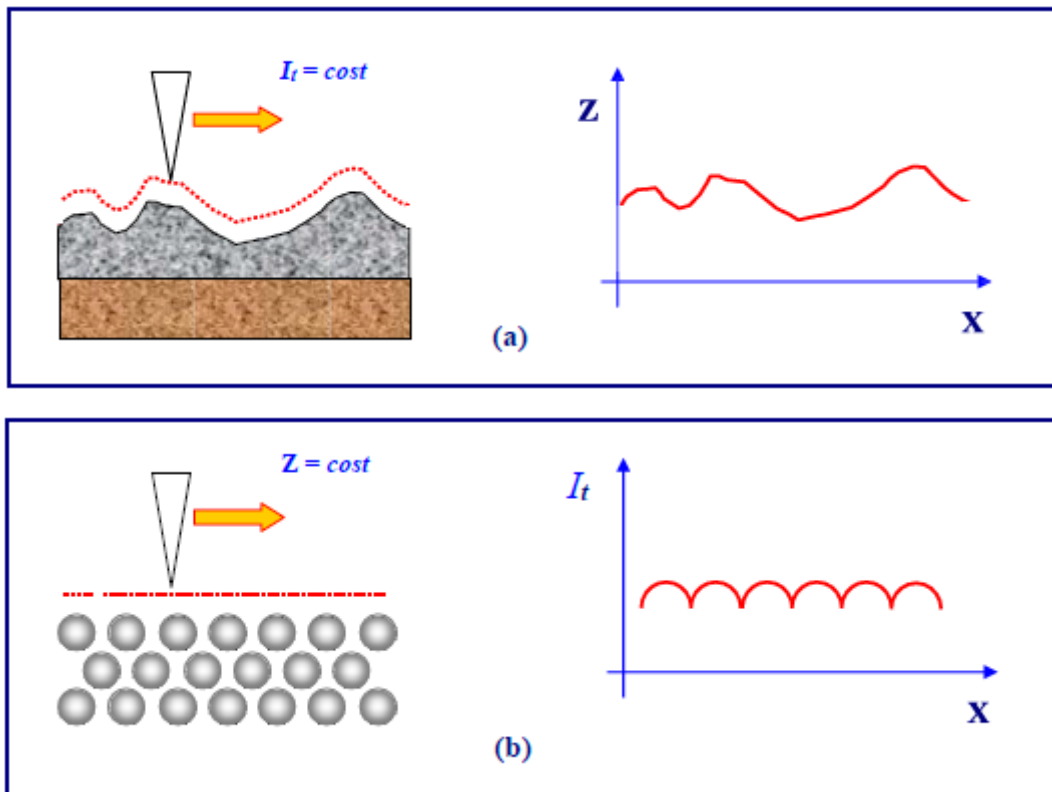 I_t = cost
Z
X
(a)
Z = cost
I_t
X
(b)